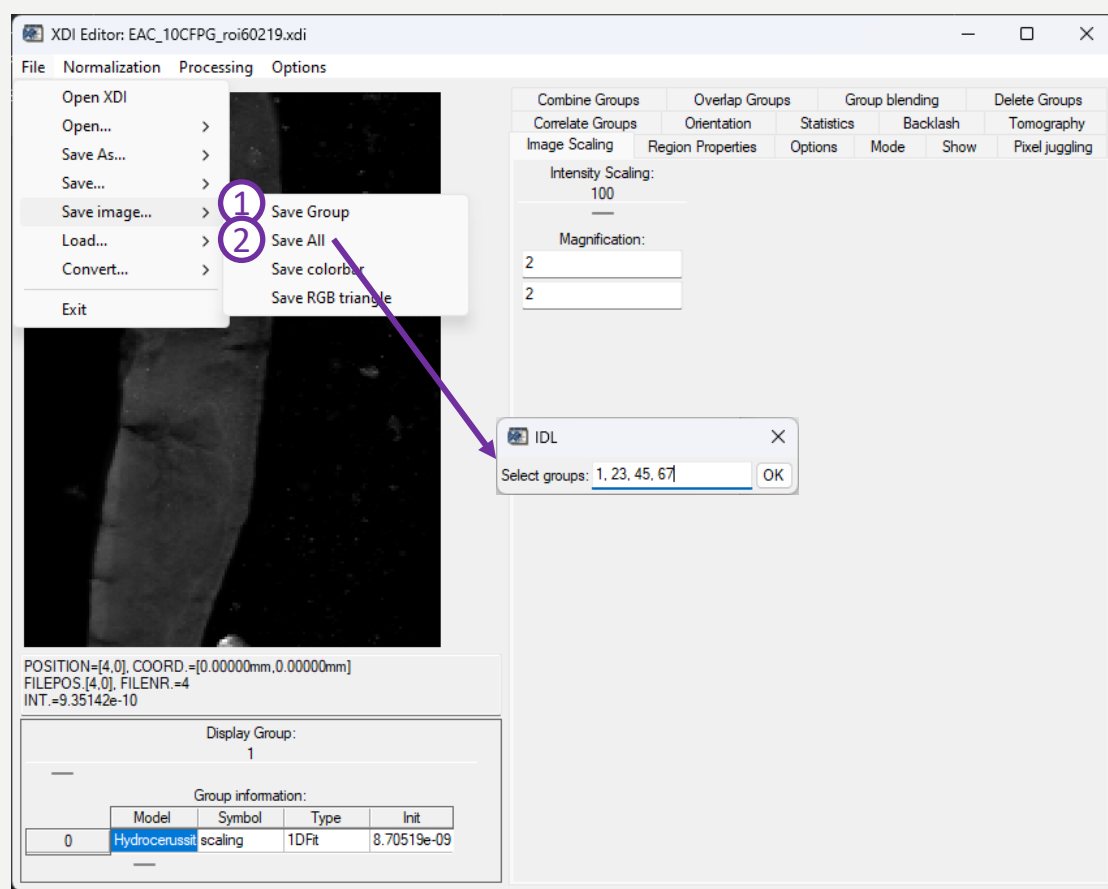 XDI Editor: EAC_10CFPG_roi60219.xdi
File Normalization Processing Options
Open XDI
Open...
Save As...
Save...
Save image...
Load...
Convert...
Exit
1 Save Group
2 Save All
Save colorbar
Save RGB triangle
Combine Groups Overlap Groups Group blending Delete Groups
Correlate Groups Orientation Statistics Backlash Tomography
Image Scaling Region Properties Options Mode Show Pixel juggling
Intensity Scaling:
100
Magnification:
2
2
IDL
Select groups: 1, 23, 45, 67 OK
POSITION=[4,0], COORD.=[0.00000mm,0.00000mm]
FILEPOS.[4,0], FILENR.=4
INT.=9.35142e-10
Display Group:
1
Group information:
Model Symbol Type Init
0 Hydrocerussit scaling 1DFit 8.70519e-09